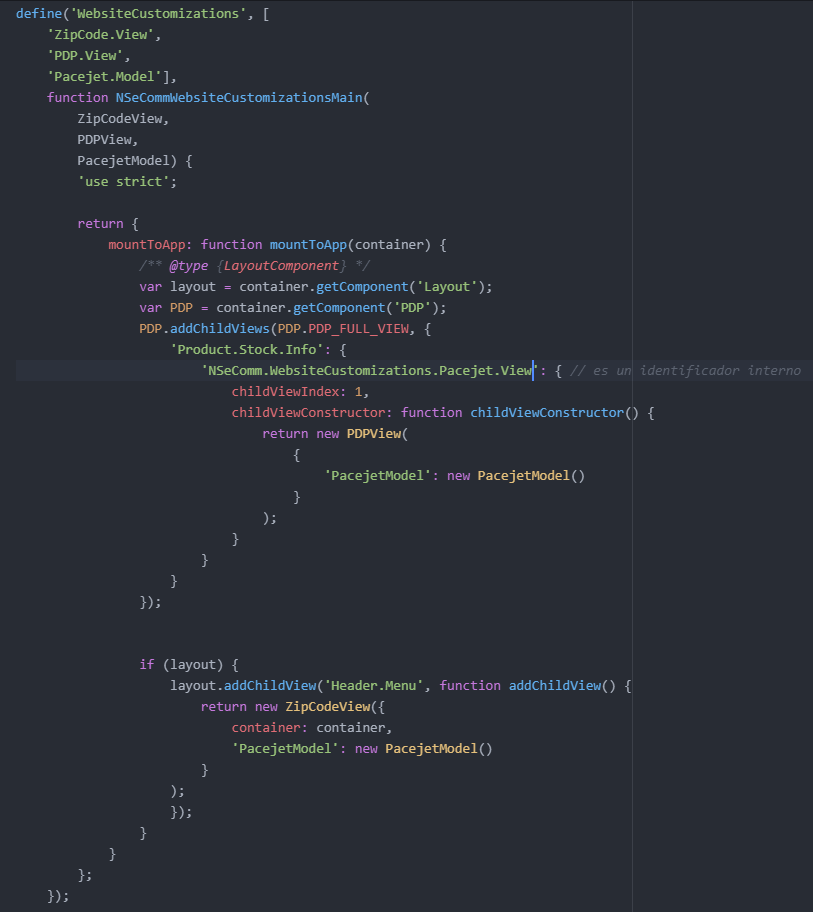 define('WebsiteCustomizations', [
    'ZipCode.View',
    'PDP.View',
    'Pacejet.Model'],
    function NSeCommWebsiteCustomizationsMain(
        ZipCodeView,
        PDPView,
        PacejetModel) {
        'use strict';

        return {
            mountToApp: function mountToApp(container) {
                /** @type {LayoutComponent} */
                var layout = container.getComponent('Layout');
                var PDP = container.getComponent('PDP');
                PDP.addChildViews(PDP.PDP_FULL_VIEW, {
                    'Product.Stock.Info': {
                        'NSeComm.WebsiteCustomizations.Pacejet.View': { // es un identificador interno
                            childViewIndex: 1,
                            childViewConstructor: function childViewConstructor() {
                                return new PDPView(
                                    {
                                        'PacejetModel': new PacejetModel()
                                    }
                                );
                            }
                        }
                    }
                });


                if (layout) {
                    layout.addChildView('Header.Menu', function addChildView() {
                        return new ZipCodeView({
                            container: container,
                            'PacejetModel': new PacejetModel()
                        }
                    );
                    });
                }
            }
        };
    });